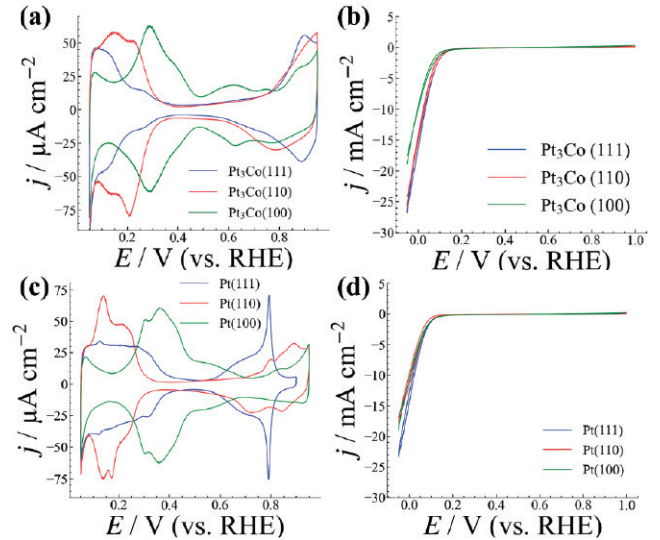 (a)
50
25
0
−25
−50
−75
j / μA cm−2
Pt3Co(111)
Pt3Co(110)
Pt3Co(100)
0.2 0.4 0.6 0.8
E / V (vs. RHE)
(b)
5
0
−5
−10
−15
−20
−25
−30
j / mA cm−2
Pt3Co (111)
Pt3Co (110)
Pt3Co (100)
0.0 0.2 0.4 0.6 0.8 1.0
E / V (vs. RHE)
(c)
75
50
25
0
−25
−50
−75
j / μA cm−2
Pt(111)
Pt(110)
Pt(100)
0.2 0.4 0.6 0.8
E / V (vs. RHE)
(d)
5
0
−5
−10
−15
−20
−25
−30
j / mA cm−2
Pt(111)
Pt(110)
Pt(100)
0.0 0.2 0.4 0.6 0.8 1.0
E / V (vs. RHE)